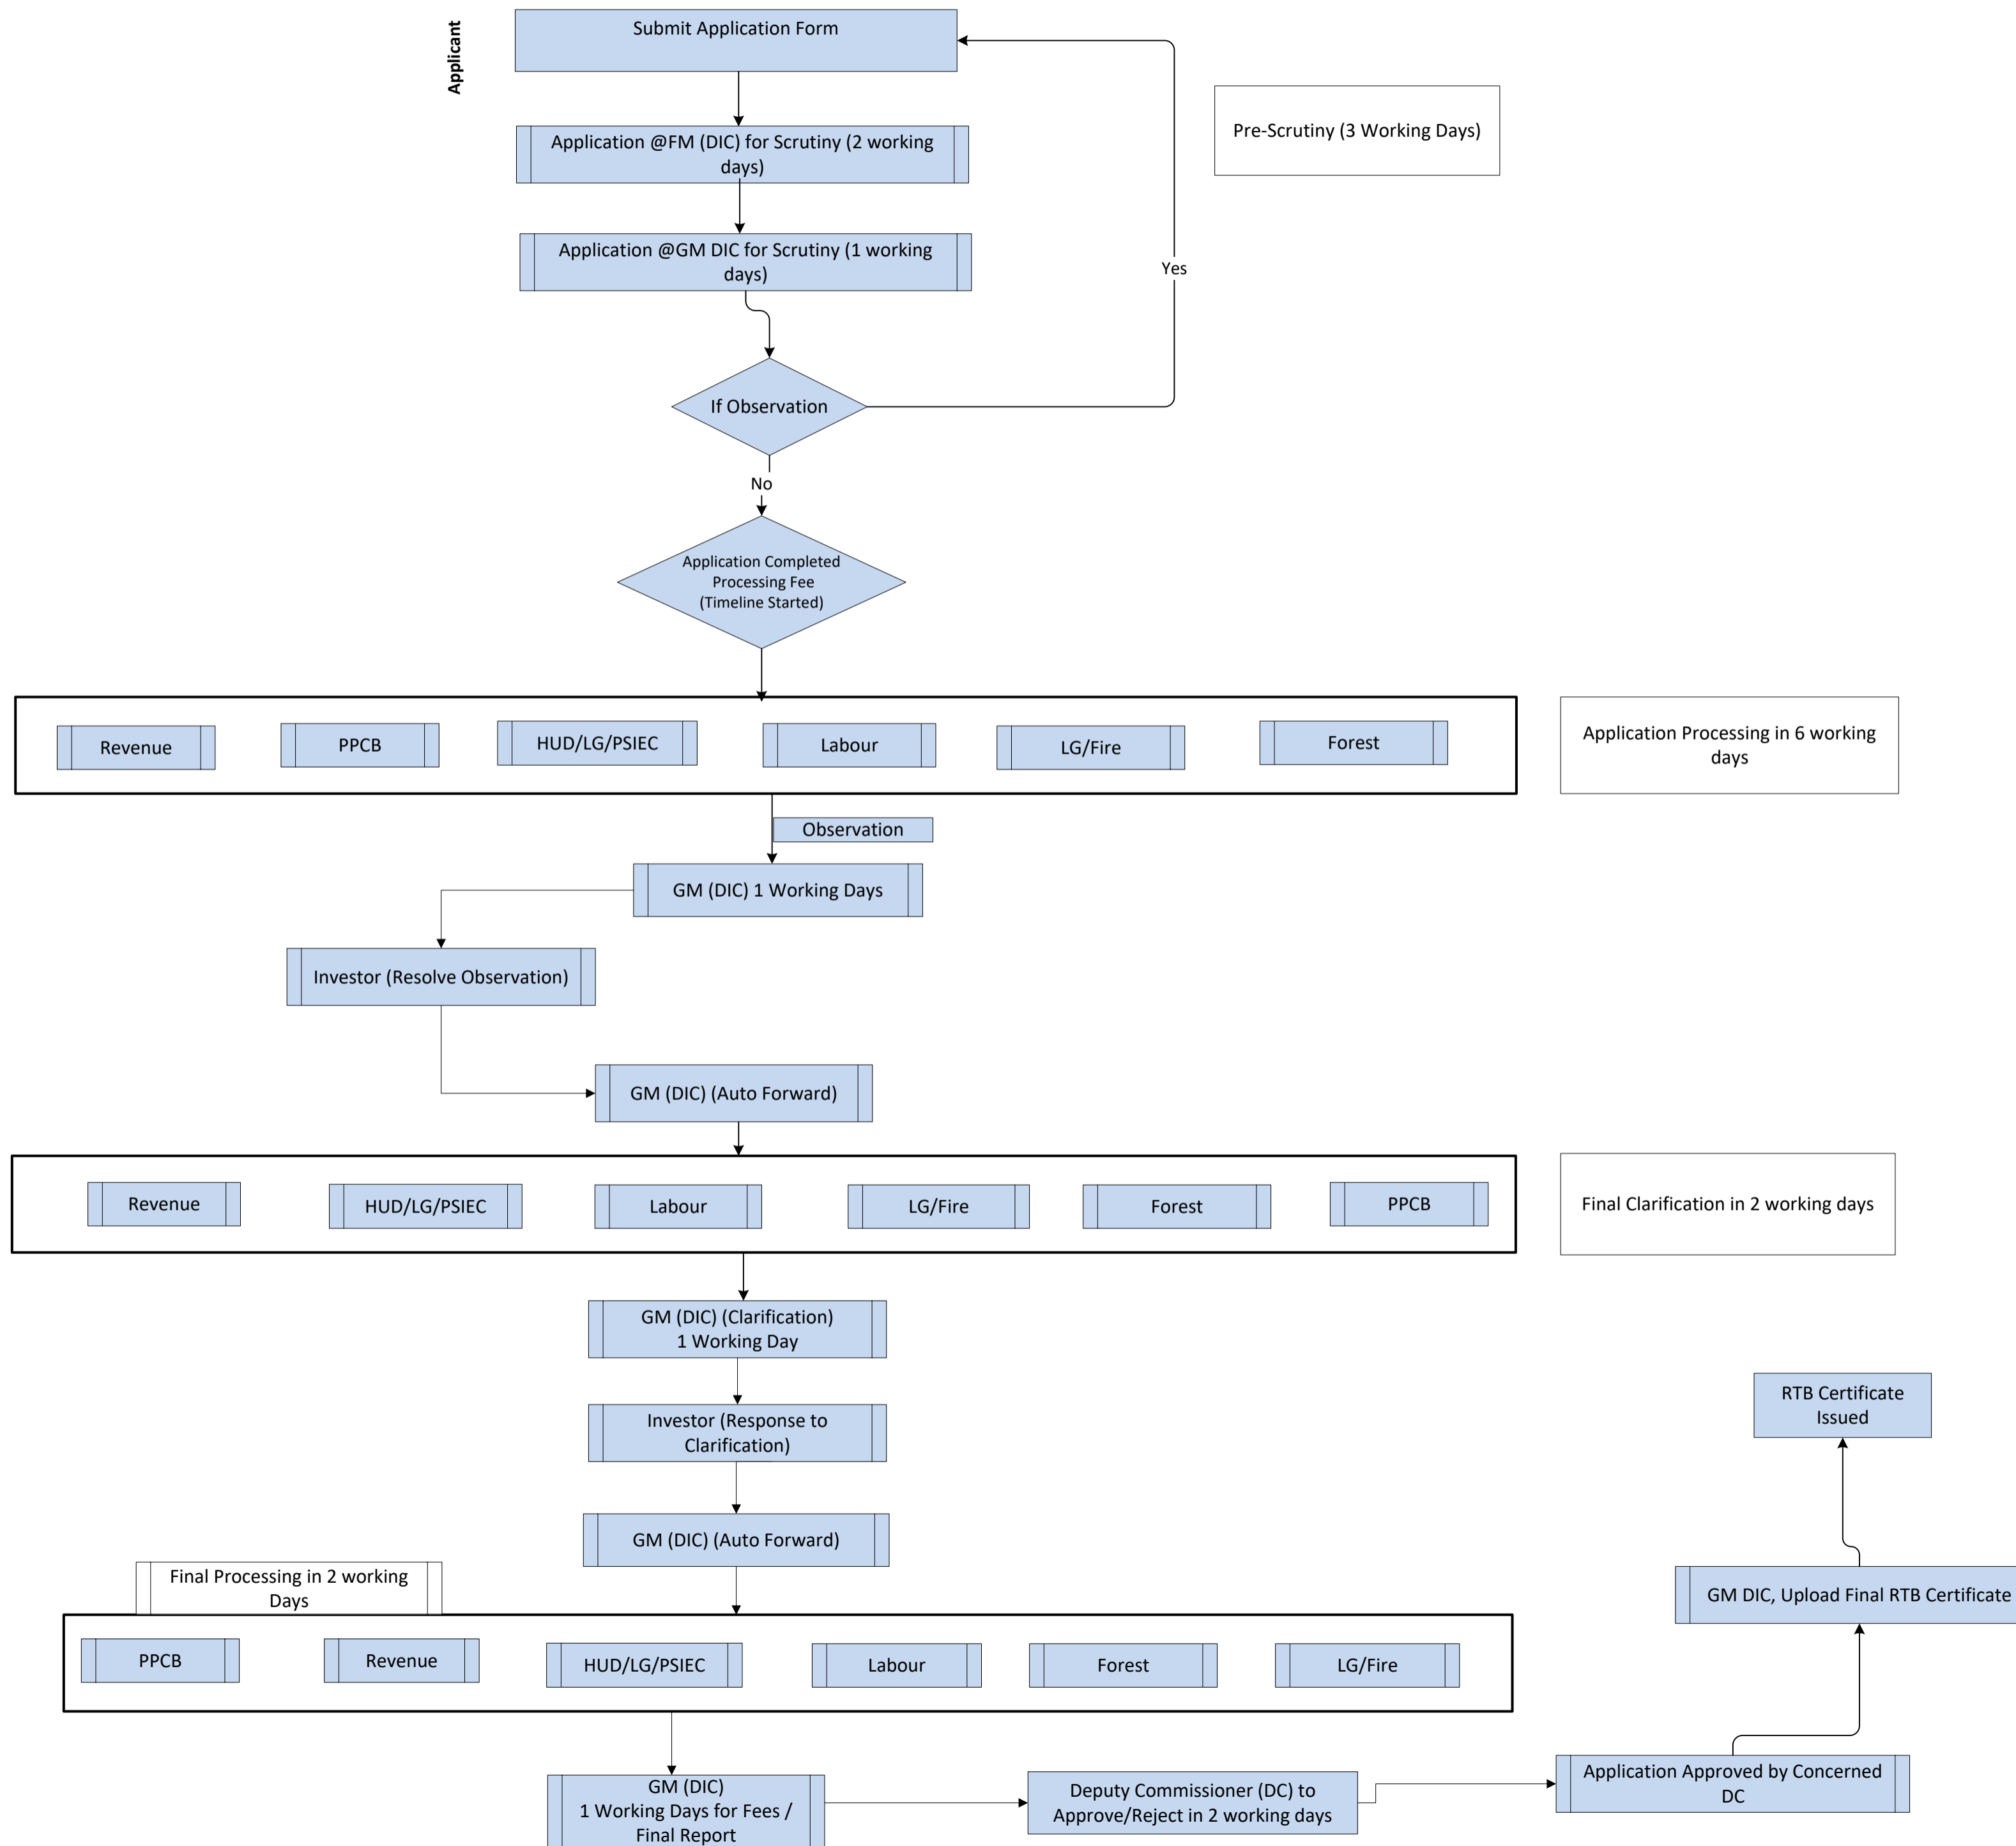 Applicant
Submit Application Form
Application @FM (DIC) for Scrutiny (2 working
days)
Pre-Scrutiny (3 Working Days)
Application @GM DIC for Scrutiny (1 working
days)
Yes
If Observation
No
Application Completed
Processing Fee
(Timeline Started)
Revenue
PPCB
HUD/LG/PSIEC
Labour
LG/Fire
Forest
Application Processing in 6 working
days
Observation
GM (DIC) 1 Working Days
Investor (Resolve Observation)
GM (DIC) (Auto Forward)
Revenue
HUD/LG/PSIEC
Labour
LG/Fire
Forest
PPCB
Final Clarification in 2 working days
GM (DIC) (Clarification)
1 Working Day
Investor (Response to
Clarification)
GM (DIC) (Auto Forward)
Final Processing in 2 working
Days
PPCB
Revenue
HUD/LG/PSIEC
Labour
Forest
LG/Fire
GM (DIC)
1 Working Days for Fees /
Final Report
Deputy Commissioner (DC) to
Approve/Reject in 2 working days
Application Approved by Concerned
DC
GM DIC, Upload Final RTB Certificate
RTB Certificate
Issued